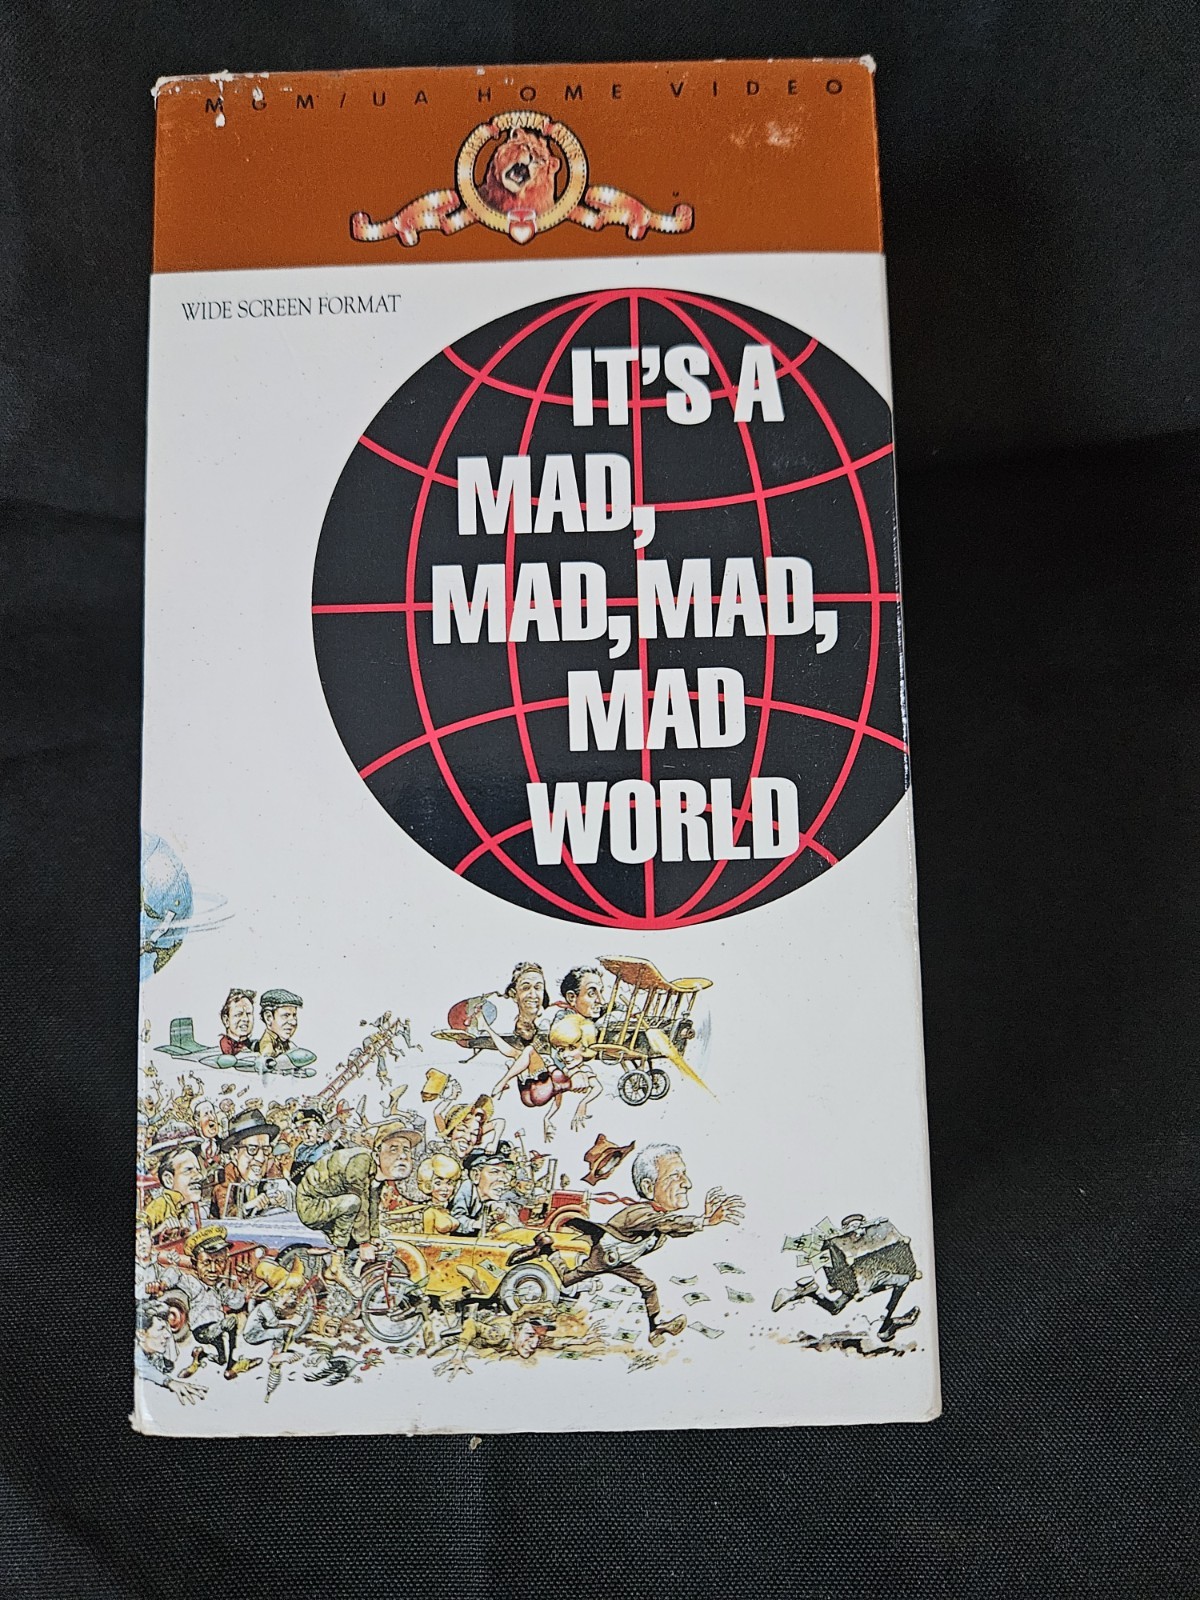 MGM/UA HOME VIDEO
WIDE SCREEN FORMAT
IT'S A
MAD,
MAD, MAD,
MAD
WORLD